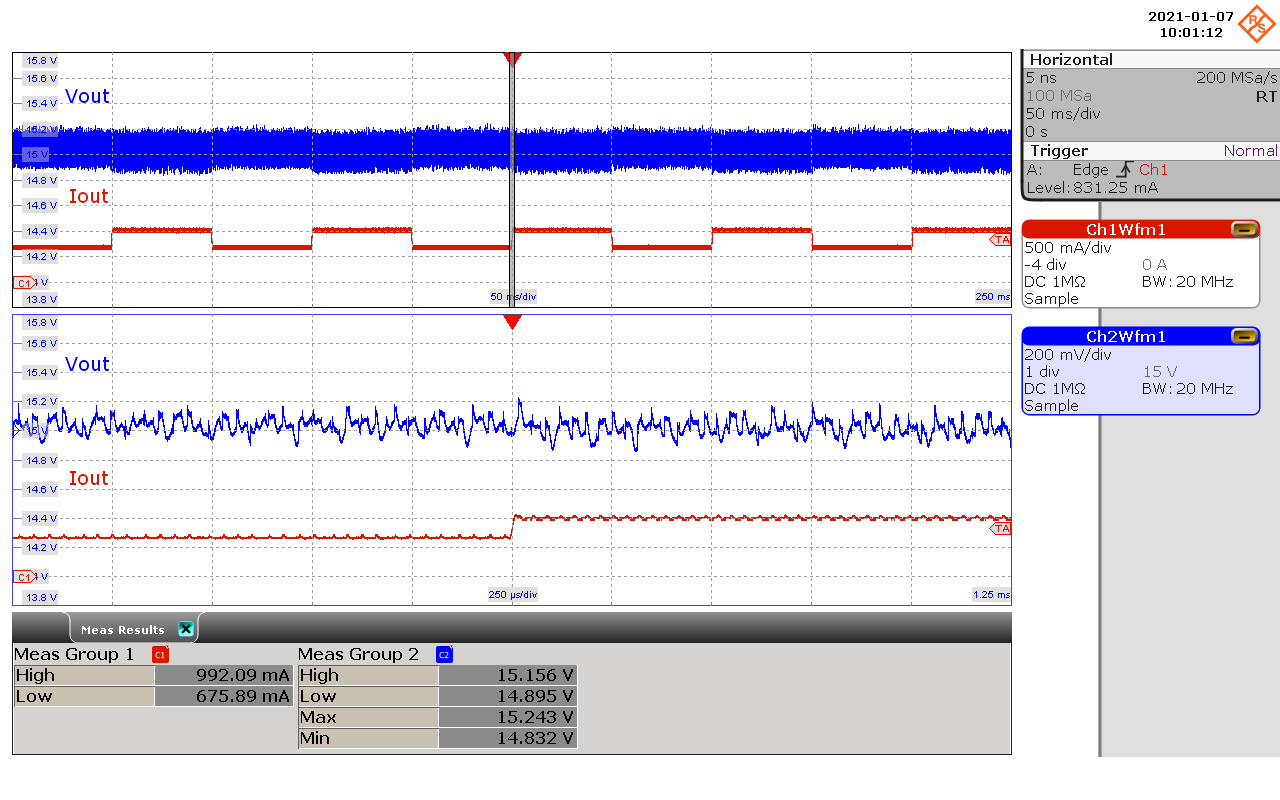 2021-01-07
10:01:12
R&S
15.8 V
15.6 V
15.4 V
15.2 V
15 V
14.8 V
14.6 V
14.4 V
14.2 V
13.8 V
Vout
Iout
C1
TA
50 ms/div
250 ms
15.8 V
15.6 V
15.4 V
15.2 V
15 V
14.8 V
14.6 V
14.4 V
14.2 V
13.8 V
Vout
Iout
C1
TA
250 µs/div
1.25 ms
Horizontal
5 ns 200 MSa/s
100 MSa RT
50 ms/div
0 s
Trigger Normal
A: Edge Ch1
Level: 831.25 mA
Ch1Wfm1
500 mA/div
-4 div 0 A
DC 1MΩ BW: 20 MHz
Sample
Ch2Wfm1
200 mV/div
1 div 15 V
DC 1MΩ BW: 20 MHz
Sample
Meas Results
Meas Group 1 C1
High 992.09 mA
Low 675.89 mA
Meas Group 2 C2
High 15.156 V
Low 14.895 V
Max 15.243 V
Min 14.832 V